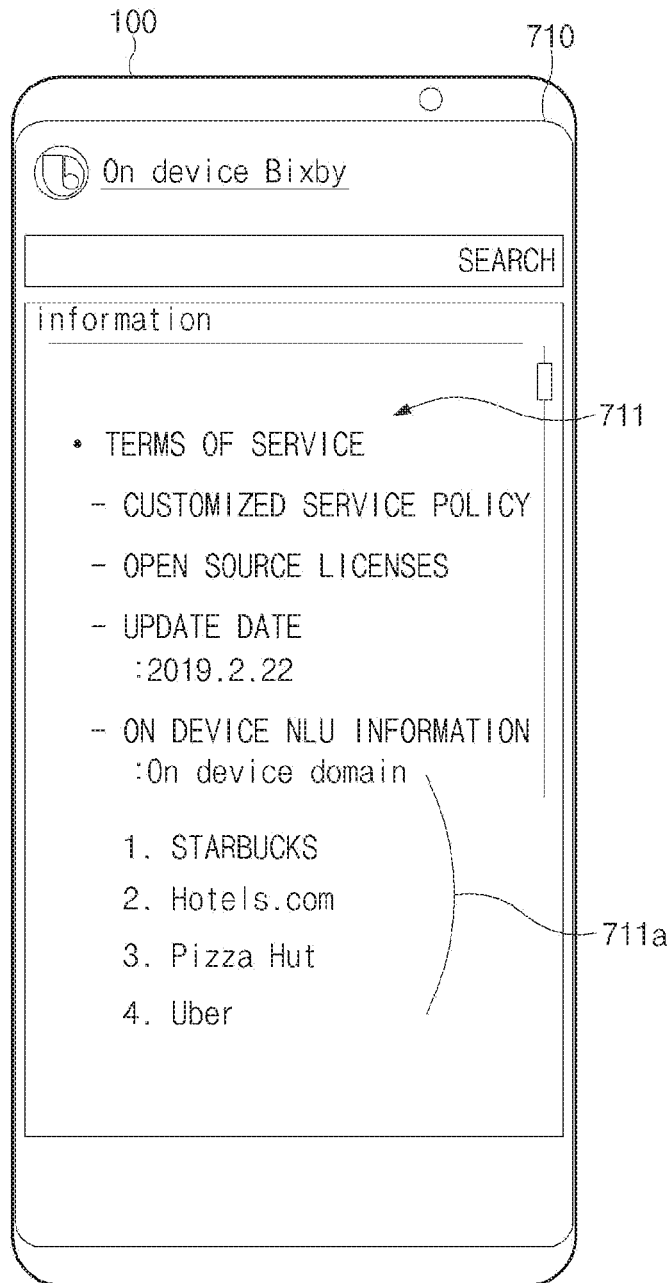 100
710
On device Bixby
SEARCH
information
711
• TERMS OF SERVICE
- CUSTOMIZED SERVICE POLICY
- OPEN SOURCE LICENSES
- UPDATE DATE
:2019.2.22
- ON DEVICE NLU INFORMATION
:On device domain
1. STARBUCKS
2. Hotels.com
711a
3. Pizza Hut
4. Uber